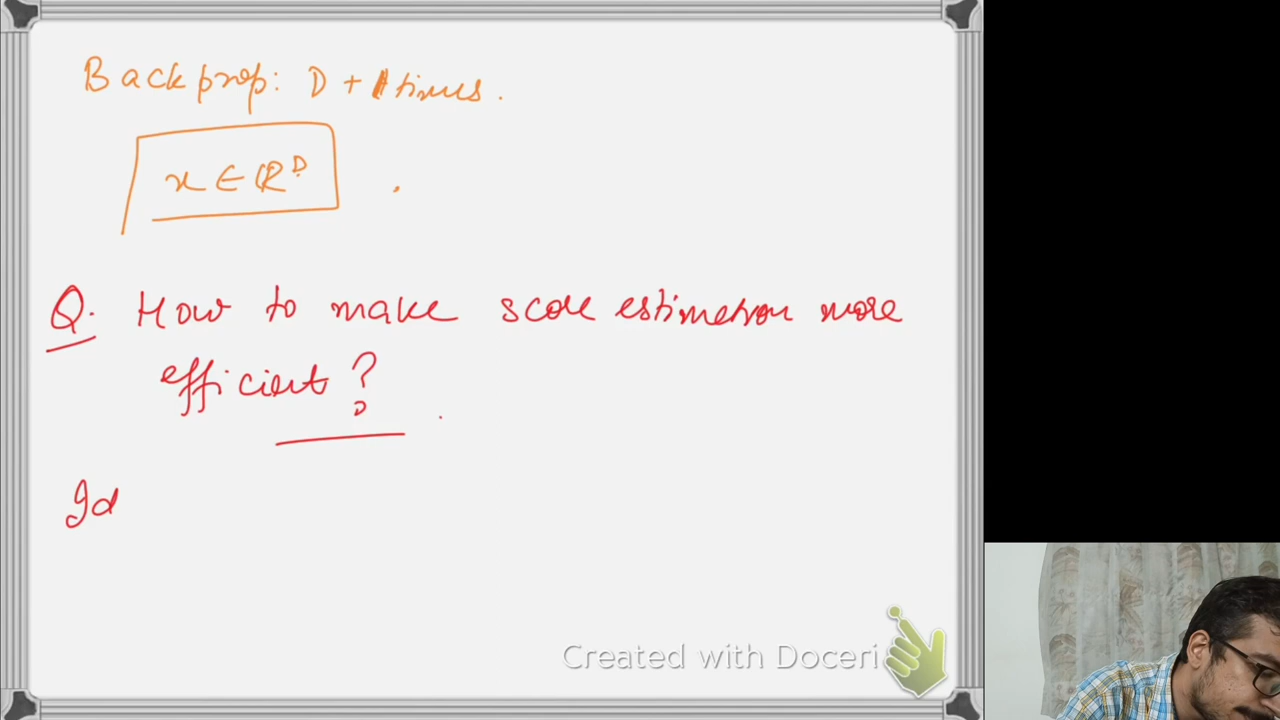 Backprop: D + 1 times.
x ∈ ℝᴰ
Q. How to make score estimation more
efficient?
Id
Created with Doceri